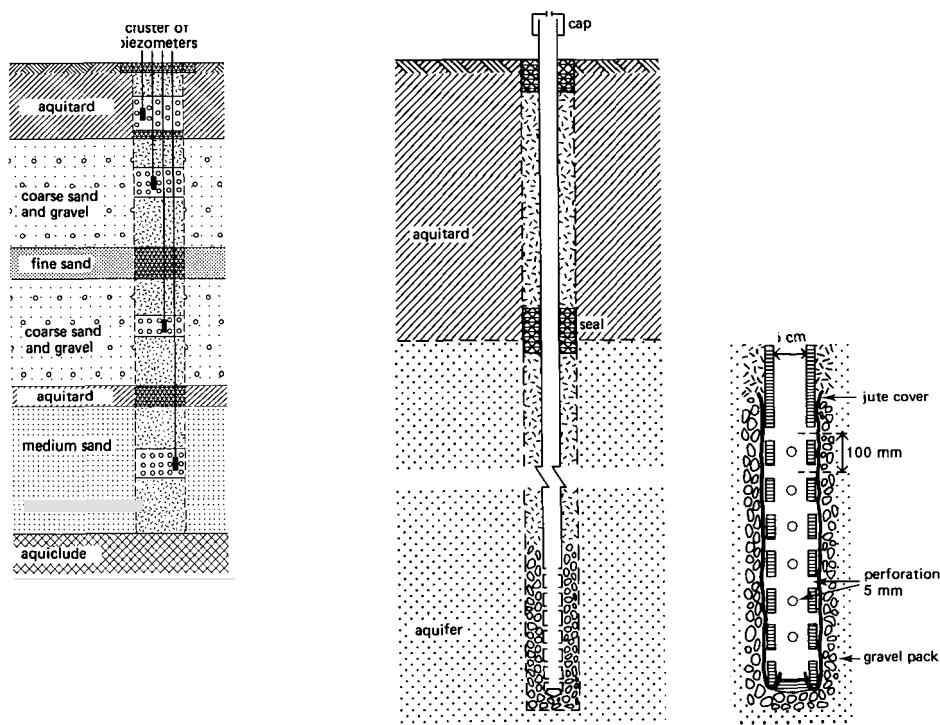 cluster of
piezometers
aquitard
coarse sand
and gravel
fine sand
coarse sand
and gravel
aquitard
medium sand
aquiclude
cap
aquitard
seal
aquifer
cm
jute cover
100 mm
perforation
5 mm
gravel pack